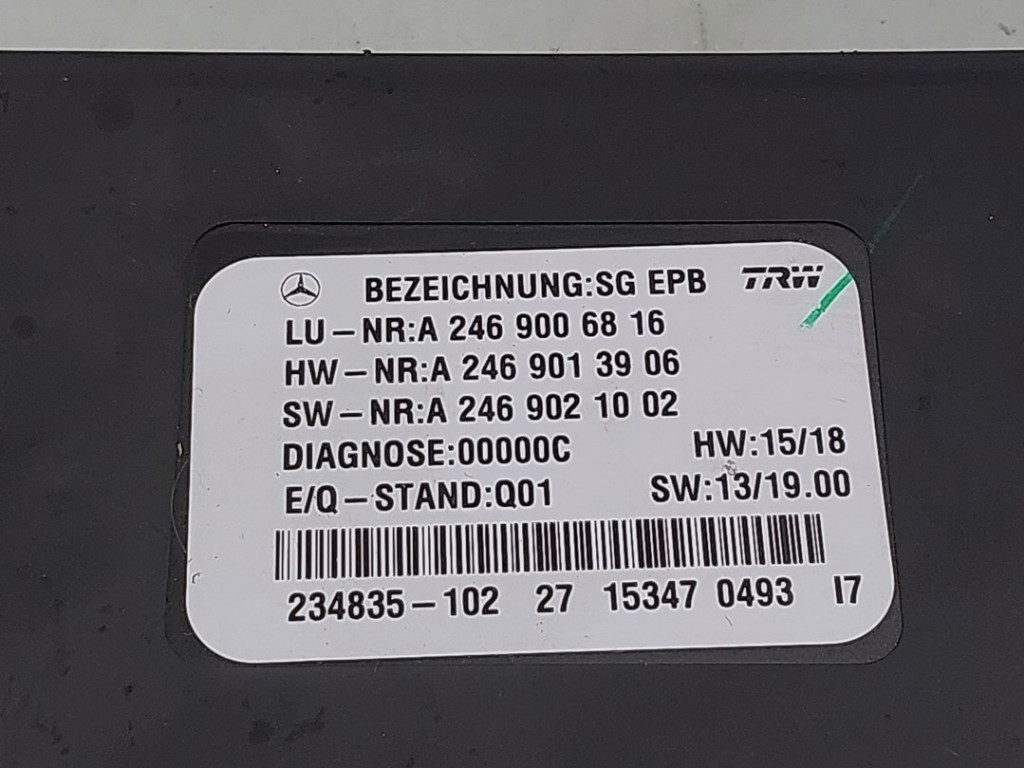 BEZEICHNUNG:SG EPB TRW
LU-NR:A 246 900 68 16
HW-NR:A 246 901 39 06
SW-NR:A 246 902 10 02
DIAGNOSE:00000C HW:15/18
E/Q-STAND:Q01 SW:13/19.00
234835-102 27 15347 0493 I7